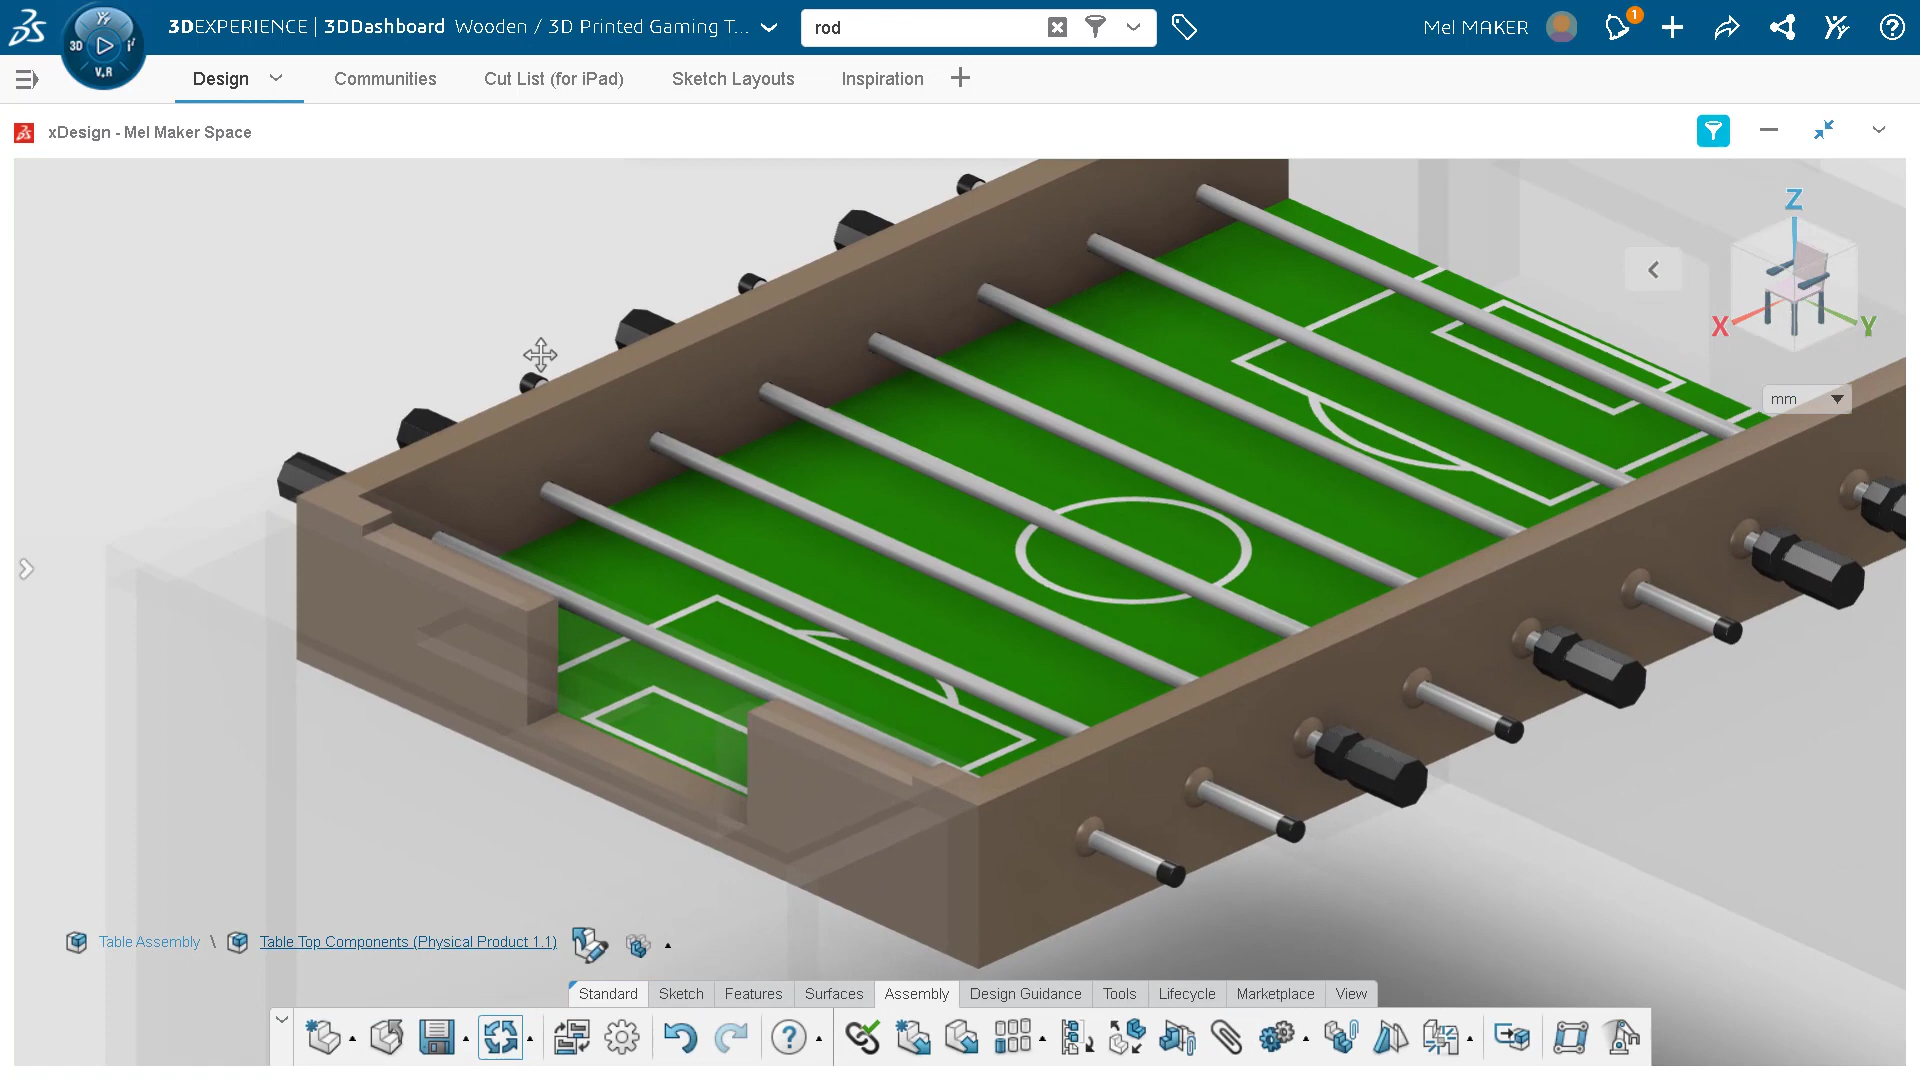 3DEXPERIENCE | 3DDashboard Wooden / 3D Printed Gaming T...
rod
Mel MAKER
1
3D
V.R
Design
Communities
Cut List (for iPad)
Sketch Layouts
Inspiration
xDesign - Mel Maker Space
Z
X
Y
mm
Table Assembly \ Table Top Components (Physical Product 1.1)
Standard
Sketch
Features
Surfaces
Assembly
Design Guidance
Tools
Lifecycle
Marketplace
View